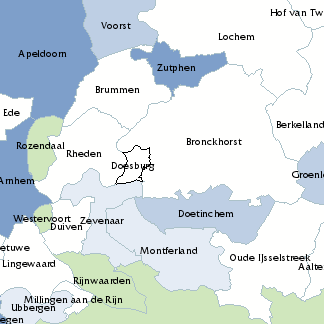 Hof van Tw
Voorst
Lochem
Apeldoorn
Zutphen
Brummen
Ede
Berkelland
Bronckhorst
Rozendaal
Rheden
Doesburg
Arnhem
Groenlo
Doetinchem
Westervoort
Zevenaar
Duiven
etuwe
Montferland
Oude IJsselstreek
Lingewaard
Aalte
Rijnwaarden
Millingen aan de Rijn
Ubbergen
egen